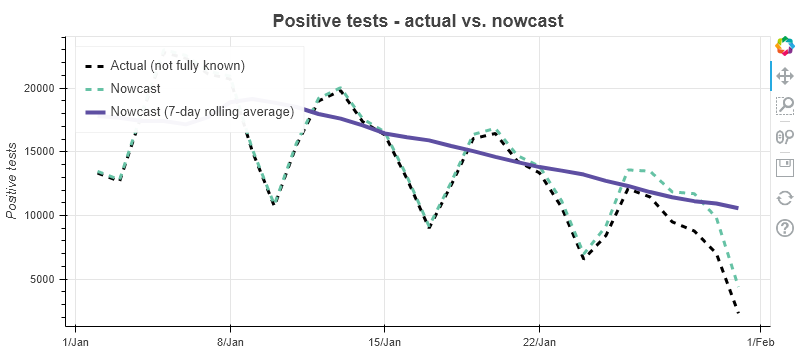 Positive tests - actual vs. nowcast
Actual (not fully known)
Nowcast
Nowcast (7-day rolling average)
Positive tests
20000
15000
10000
5000
1/Jan
8/Jan
15/Jan
22/Jan
1/Feb